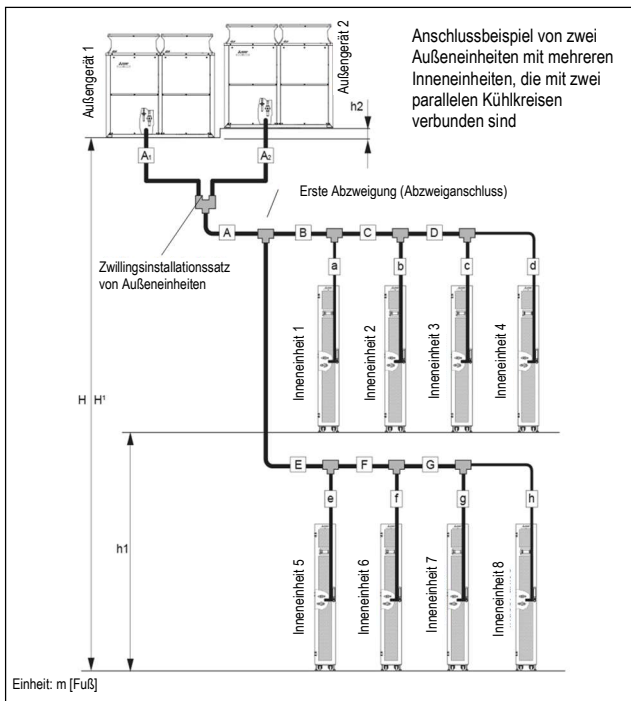 Außengerät 1
Außengerät 2
Anschlussbeispiel von zwei
Außeneinheiten mit mehreren
Inneneinheiten, die mit zwei
parallelen Kühlkreisen
verbunden sind
h2
A1
A2
Erste Abzweigung (Abzweiganschluss)
A
B
C
D
Zwillingsinstallationssatz
von Außeneinheiten
a
b
c
d
Inneneinheit 1
Inneneinheit 2
Inneneinheit 3
Inneneinheit 4
H
H¹
E
F
G
e
f
g
h
h1
Inneneinheit 5
Inneneinheit 6
Inneneinheit 7
Inneneinheit 8
Einheit: m [Fuß]